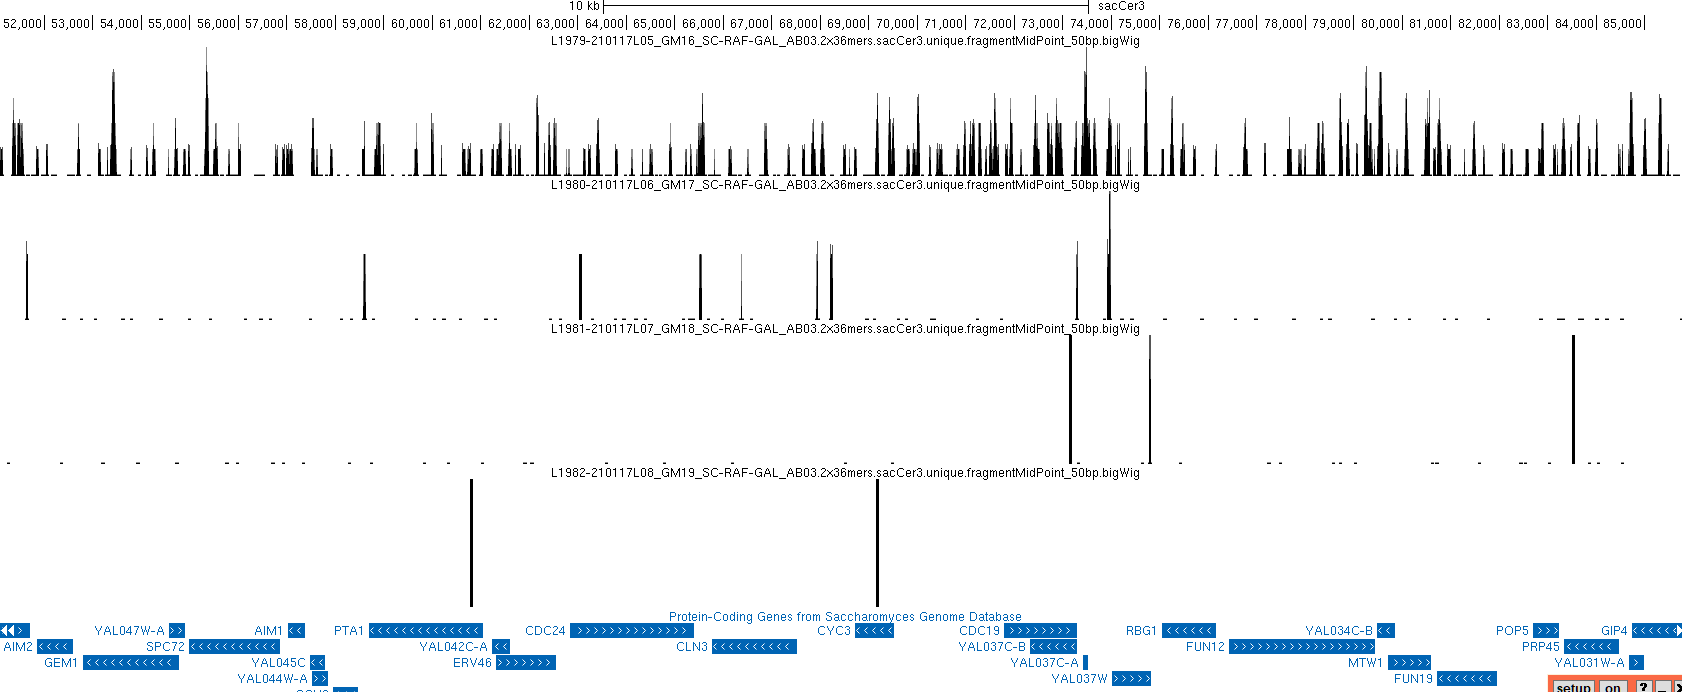 10 kb sacCer3
52,000 53,000 54,000 55,000 56,000 57,000 58,000 59,000 60,000 61,000 62,000 63,000 64,000 65,000 66,000 67,000 68,000 69,000 70,000 71,000 72,000 73,000 74,000 75,000 76,000 77,000 78,000 79,000 80,000 81,000 82,000 83,000 84,000 85,000
L1979-210117L05_GM16_SC-RAF-GAL_AB03.2x36mers.sacCer3.unique.fragmentMidPoint_50bp.bigWig
L1980-210117L06_GM17_SC-RAF-GAL_AB03.2x36mers.sacCer3.unique.fragmentMidPoint_50bp.bigWig
L1981-210117L07_GM18_SC-RAF-GAL_AB03.2x36mers.sacCer3.unique.fragmentMidPoint_50bp.bigWig
L1982-210117L08_GM19_SC-RAF-GAL_AB03.2x36mers.sacCer3.unique.fragmentMidPoint_50bp.bigWig
Protein-Coding Genes from Saccharomyces Genome Database
YAL047W-A AIM1 PTA1 CDC24 CYC3 CDC19 RBG1 YAL034C-B POP5 GIP4
AIM2 SPC72 YAL042C-A CLN3 YAL037C-B FUN12 PRP45
GEM1 YAL045C ERV46 YAL037C-A MTW1 YAL031W-A
YAL044W-A YAL037W FUN19
setup on ? _